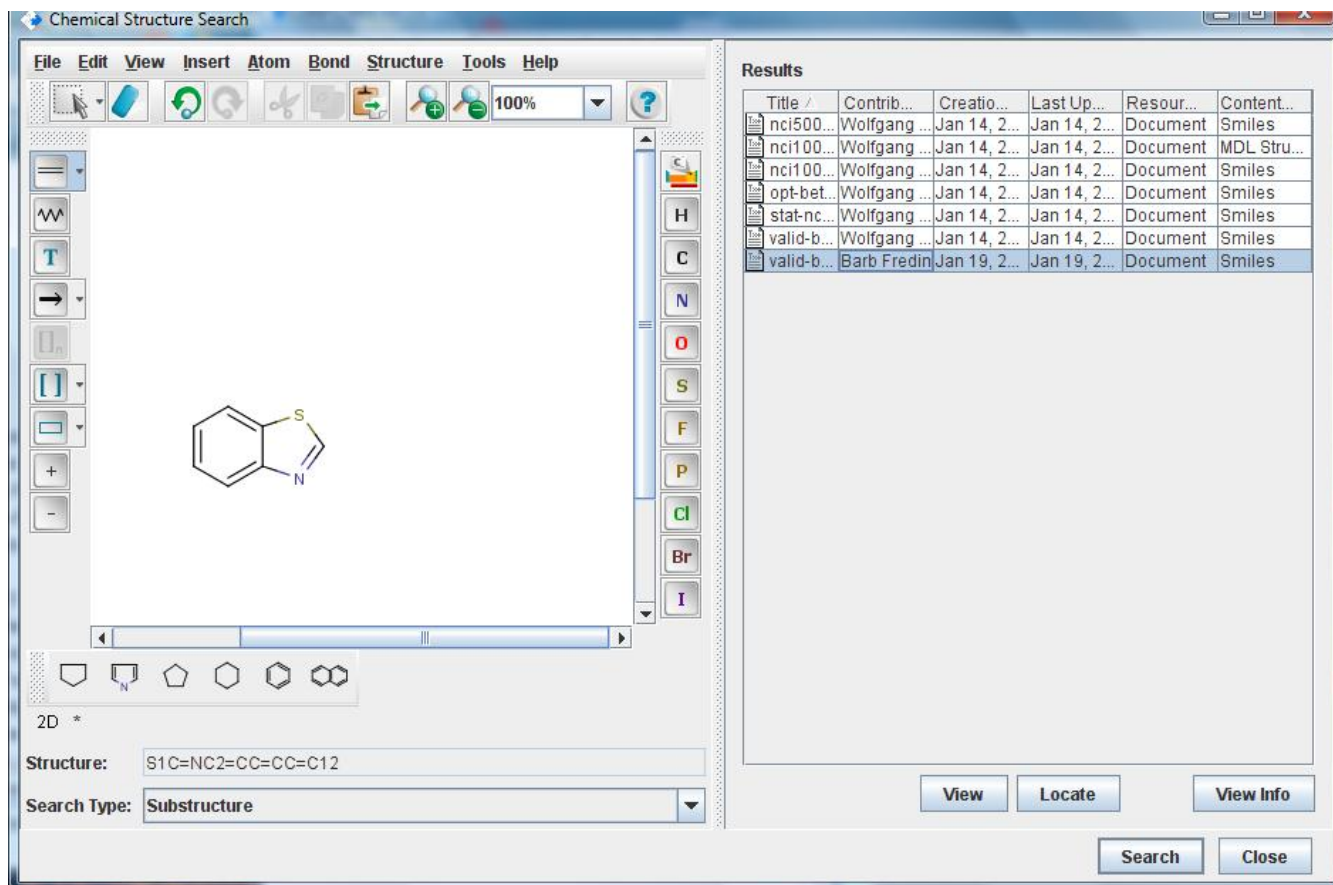 Chemical Structure Search
File Edit View Insert Atom Bond Structure Tools Help
100%
?
T
[ ]n
[ ]
+
-
C
H
C
N
O
S
F
P
Cl
Br
I
S
N
N
2D *
Structure: S1C=NC2=CC=CC=C12
Search Type: Substructure
Results
Title Contrib... Creatio... Last Up... Resour... Content...
nci500... Wolfgang ... Jan 14, 2... Jan 14, 2... Document Smiles
nci100... Wolfgang ... Jan 14, 2... Jan 14, 2... Document MDL Stru...
nci100... Wolfgang ... Jan 14, 2... Jan 14, 2... Document Smiles
opt-bet... Wolfgang ... Jan 14, 2... Jan 14, 2... Document Smiles
stat-nc... Wolfgang ... Jan 14, 2... Jan 14, 2... Document Smiles
valid-b... Wolfgang ... Jan 14, 2... Jan 14, 2... Document Smiles
valid-b... Barb Fredin Jan 19, 2... Jan 19, 2... Document Smiles
View Locate View Info
Search Close